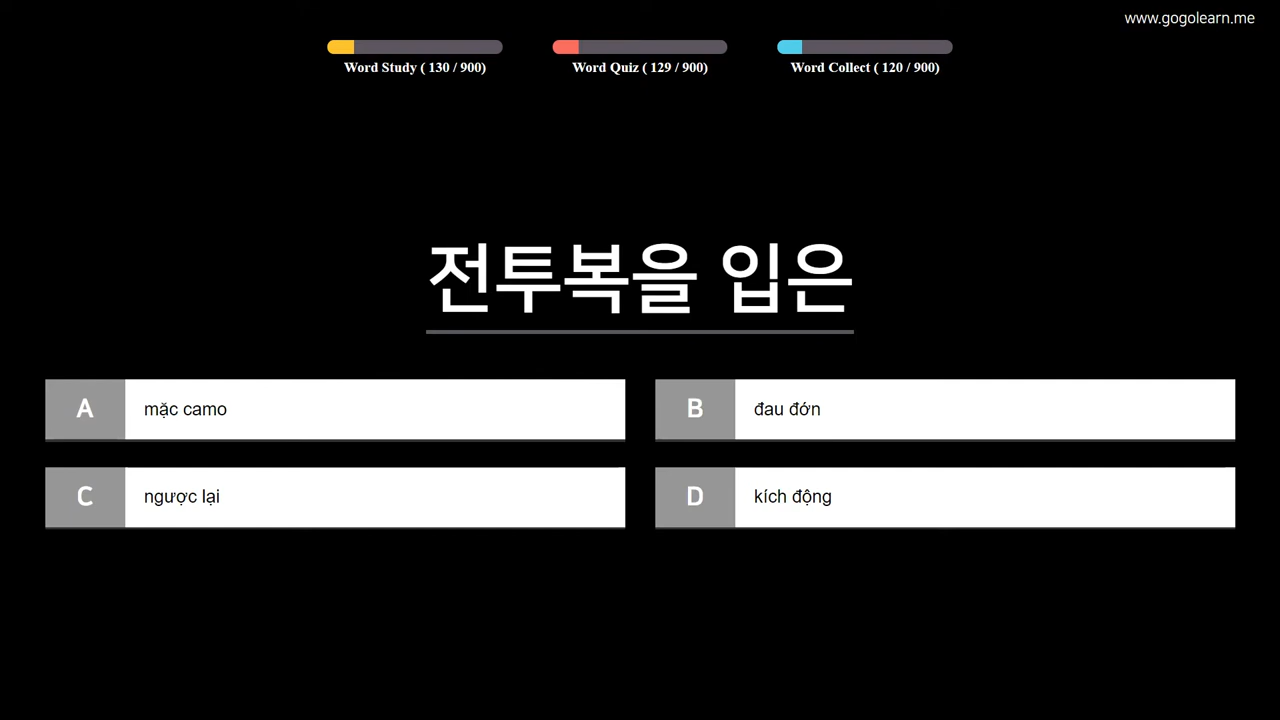 www.gogolearn.me
Word Study ( 130 / 900)
Word Quiz ( 129 / 900)
Word Collect ( 120 / 900)
전투복을 입은
A mặc camo
B đau đớn
C ngược lại
D kích động